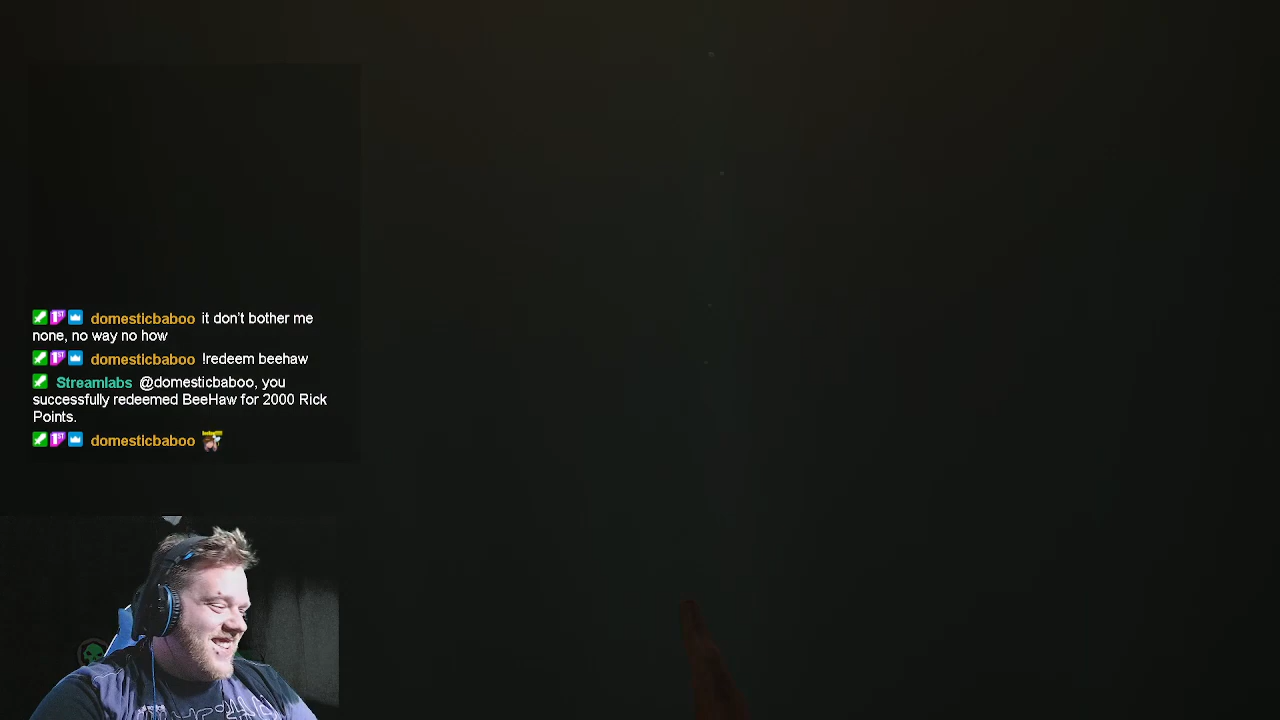 domesticbaboo it don't bother me
none, no way no how
domesticbaboo !redeem beehaw
Streamlabs @domesticbaboo, you
successfully redeemed BeeHaw for 2000 Rick
Points.
domesticbaboo